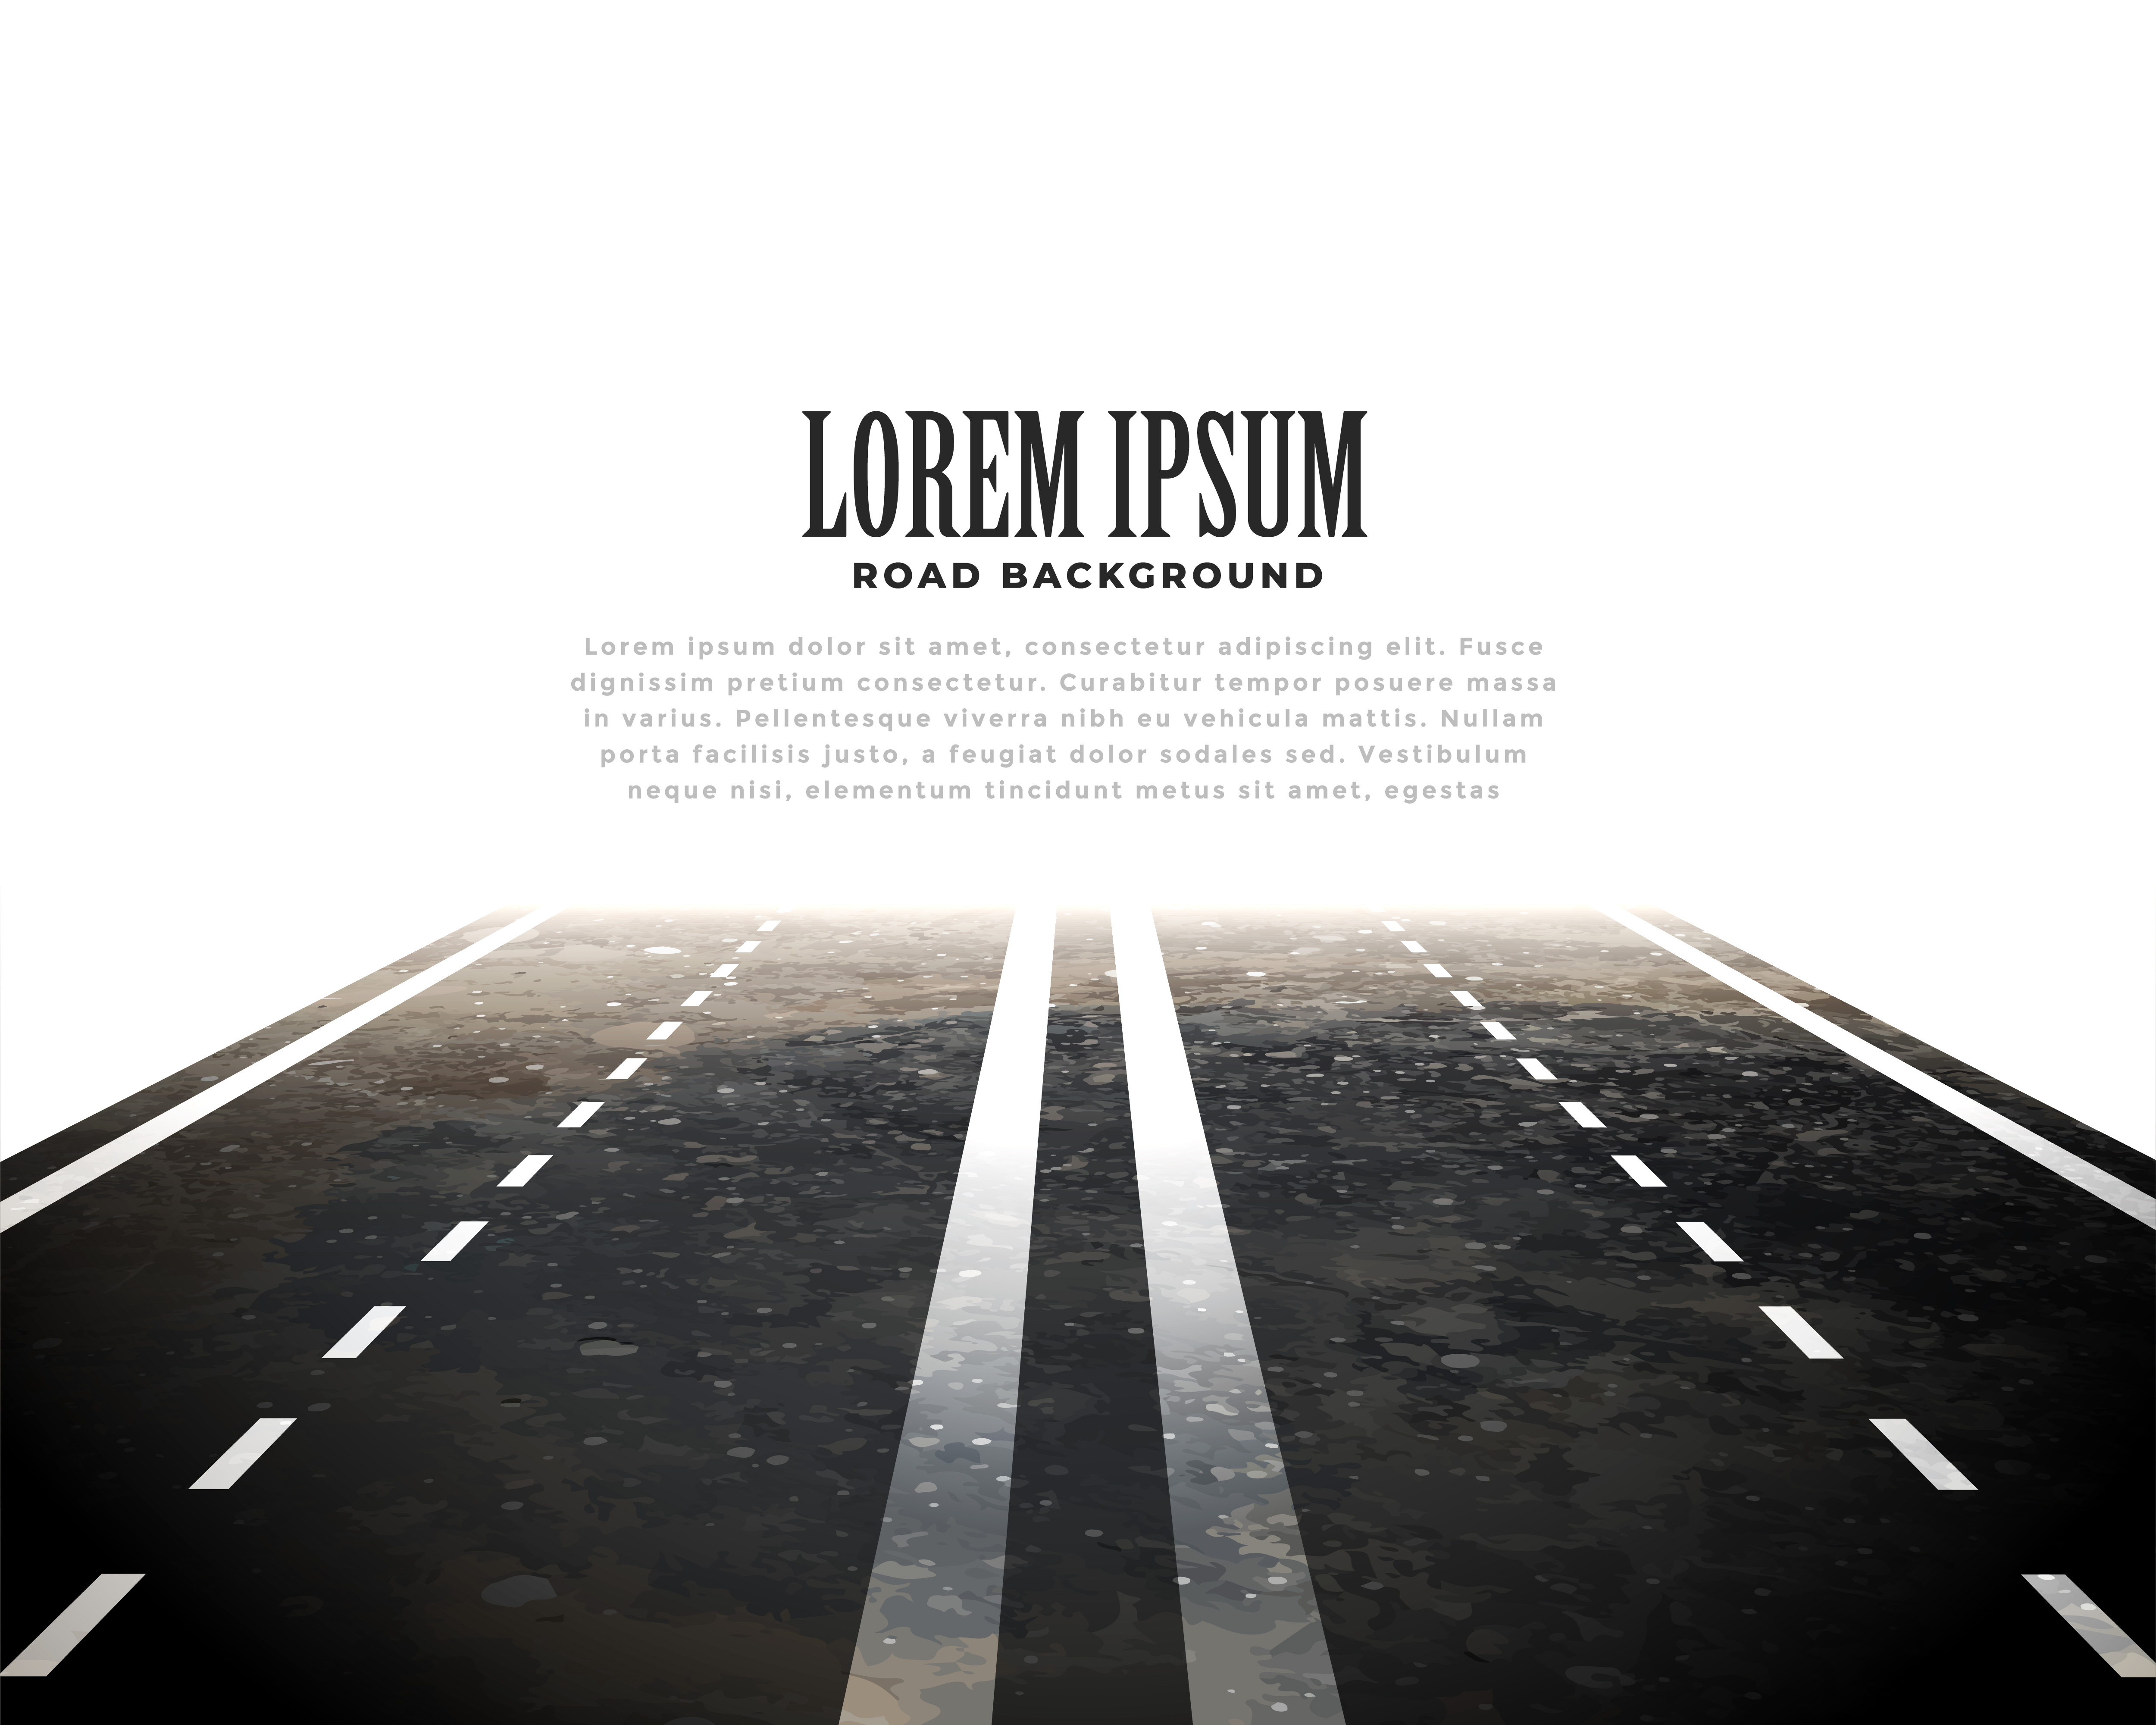 LOREM IPSUM
ROAD BACKGROUND
Lorem ipsum dolor sit amet, consectetur adipiscing elit. Fusce
dignissim pretium consectetur. Curabitur tempor posuere massa
in varius. Pellentesque viverra nibh eu vehicula mattis. Nullam
porta facilisis justo, a feugiat dolor sodales sed. Vestibulum
neque nisi, elementum tincidunt metus sit amet, egestas